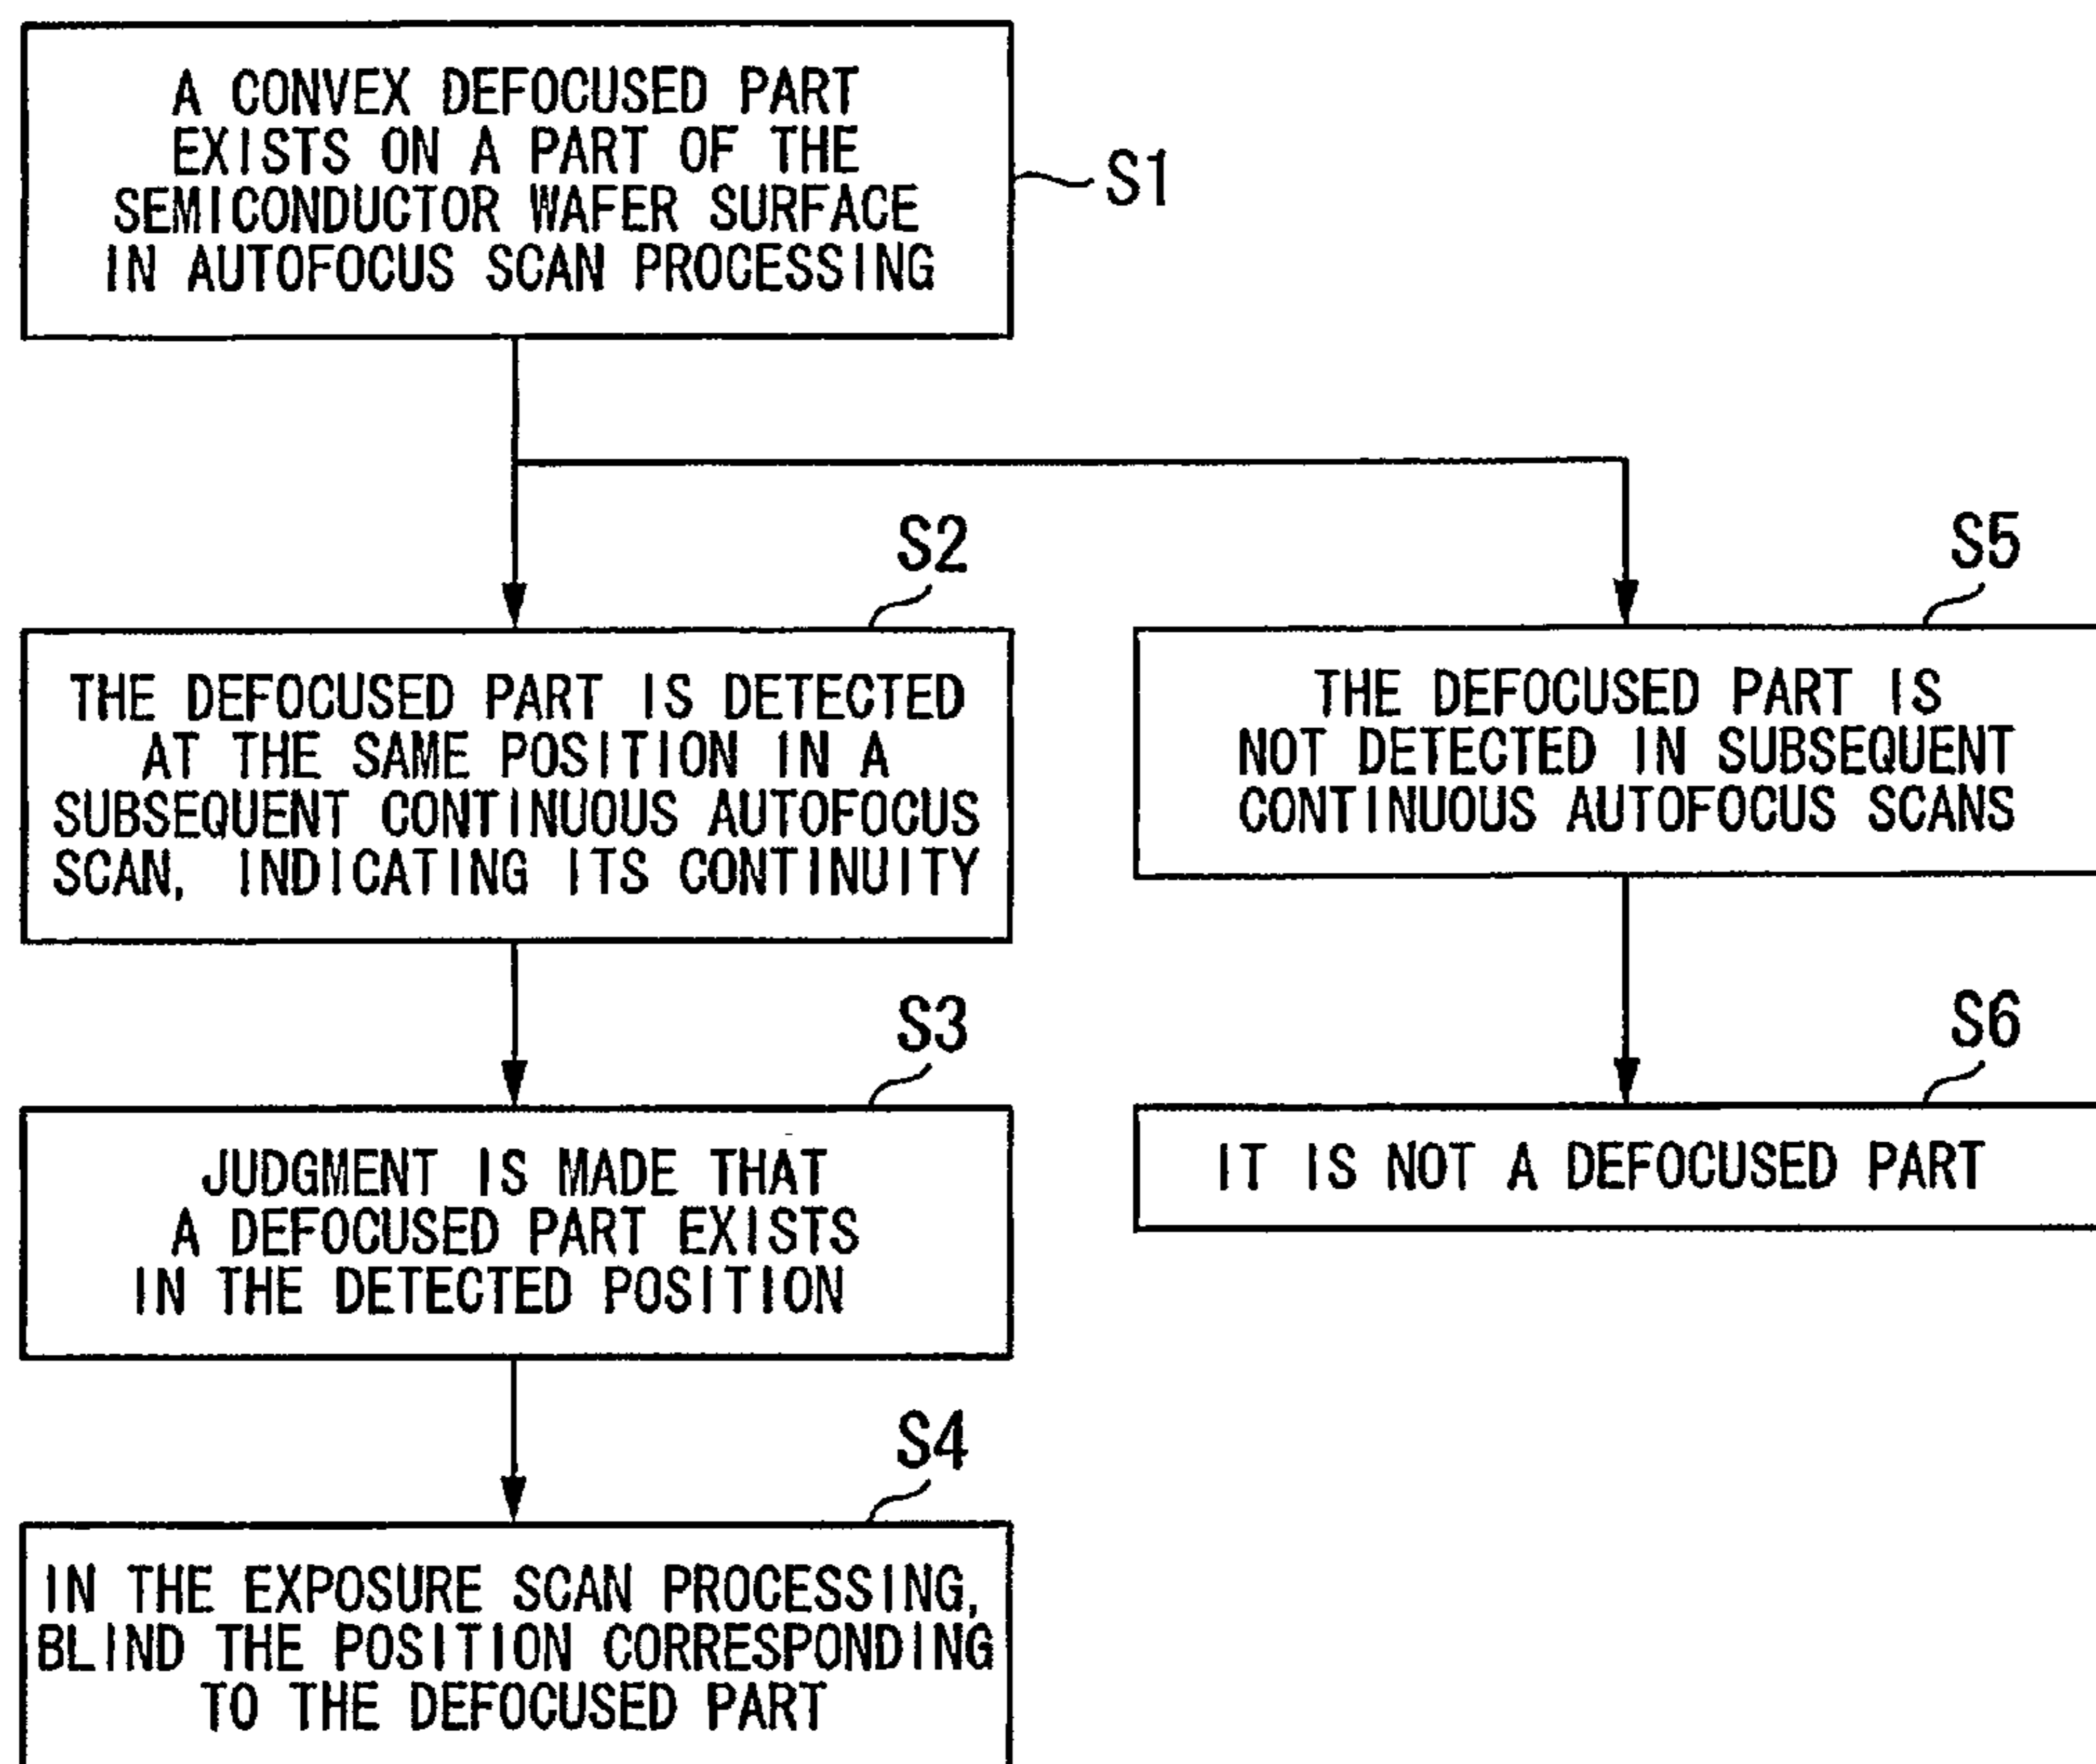 A CONVEX DEFOCUSED PART
EXISTS ON A PART OF THE
SEMICONDUCTOR WAFER SURFACE
IN AUTOFOCUS SCAN PROCESSING
S1
S2
THE DEFOCUSED PART IS DETECTED
AT THE SAME POSITION IN A
SUBSEQUENT CONTINUOUS AUTOFOCUS
SCAN, INDICATING ITS CONTINUITY
S5
THE DEFOCUSED PART IS
NOT DETECTED IN SUBSEQUENT
CONTINUOUS AUTOFOCUS SCANS
S3
JUDGMENT IS MADE THAT
A DEFOCUSED PART EXISTS
IN THE DETECTED POSITION
S6
IT IS NOT A DEFOCUSED PART
S4
IN THE EXPOSURE SCAN PROCESSING,
BLIND THE POSITION CORRESPONDING
TO THE DEFOCUSED PART